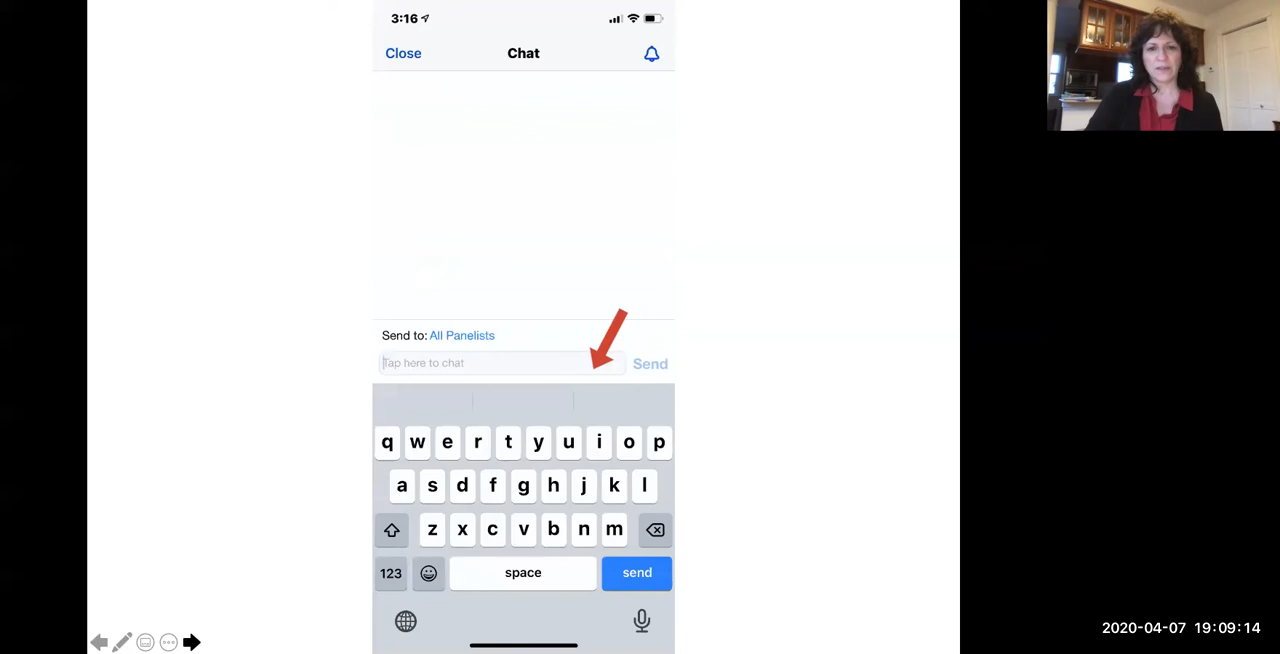 3:16
Close Chat
Send to: All Panelists
Tap here to chat Send
q w e r t y u i o p
a s d f g h j k l
z x c v b n m
123 space send
2020-04-07 19:09:14